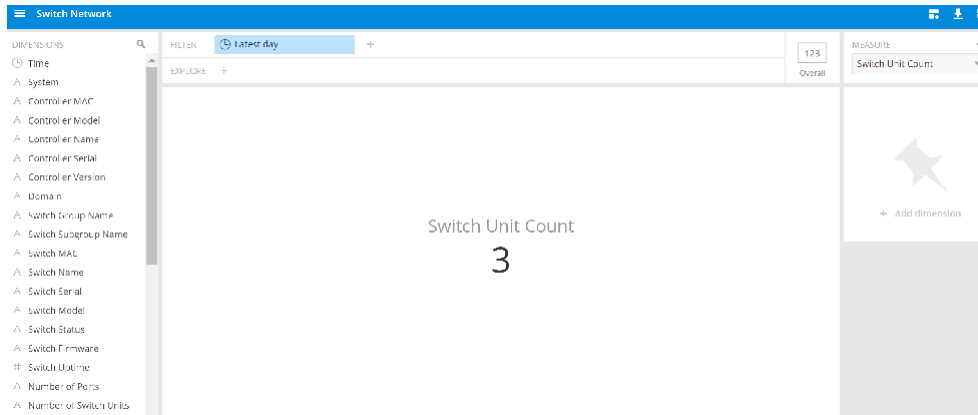 Switch Network
DIMENSIONS
Time
A System
A Controller MAC
A Controller Model
A Controller Name
A Controller Serial
A Controller Version
A Domain
A Switch Group Name
A Switch Subgroup Name
A Switch MAC
A Switch Name
A Switch Serial
A Switch Model
A Switch Status
A Switch Firmware
# Switch Uptime
A Number of Ports
A Number of Switch Units
FILTER Latest day +
EXPLORE +
123
Overall
Switch Unit Count
3
MEASURE
Switch Unit Count
+ Add dimension